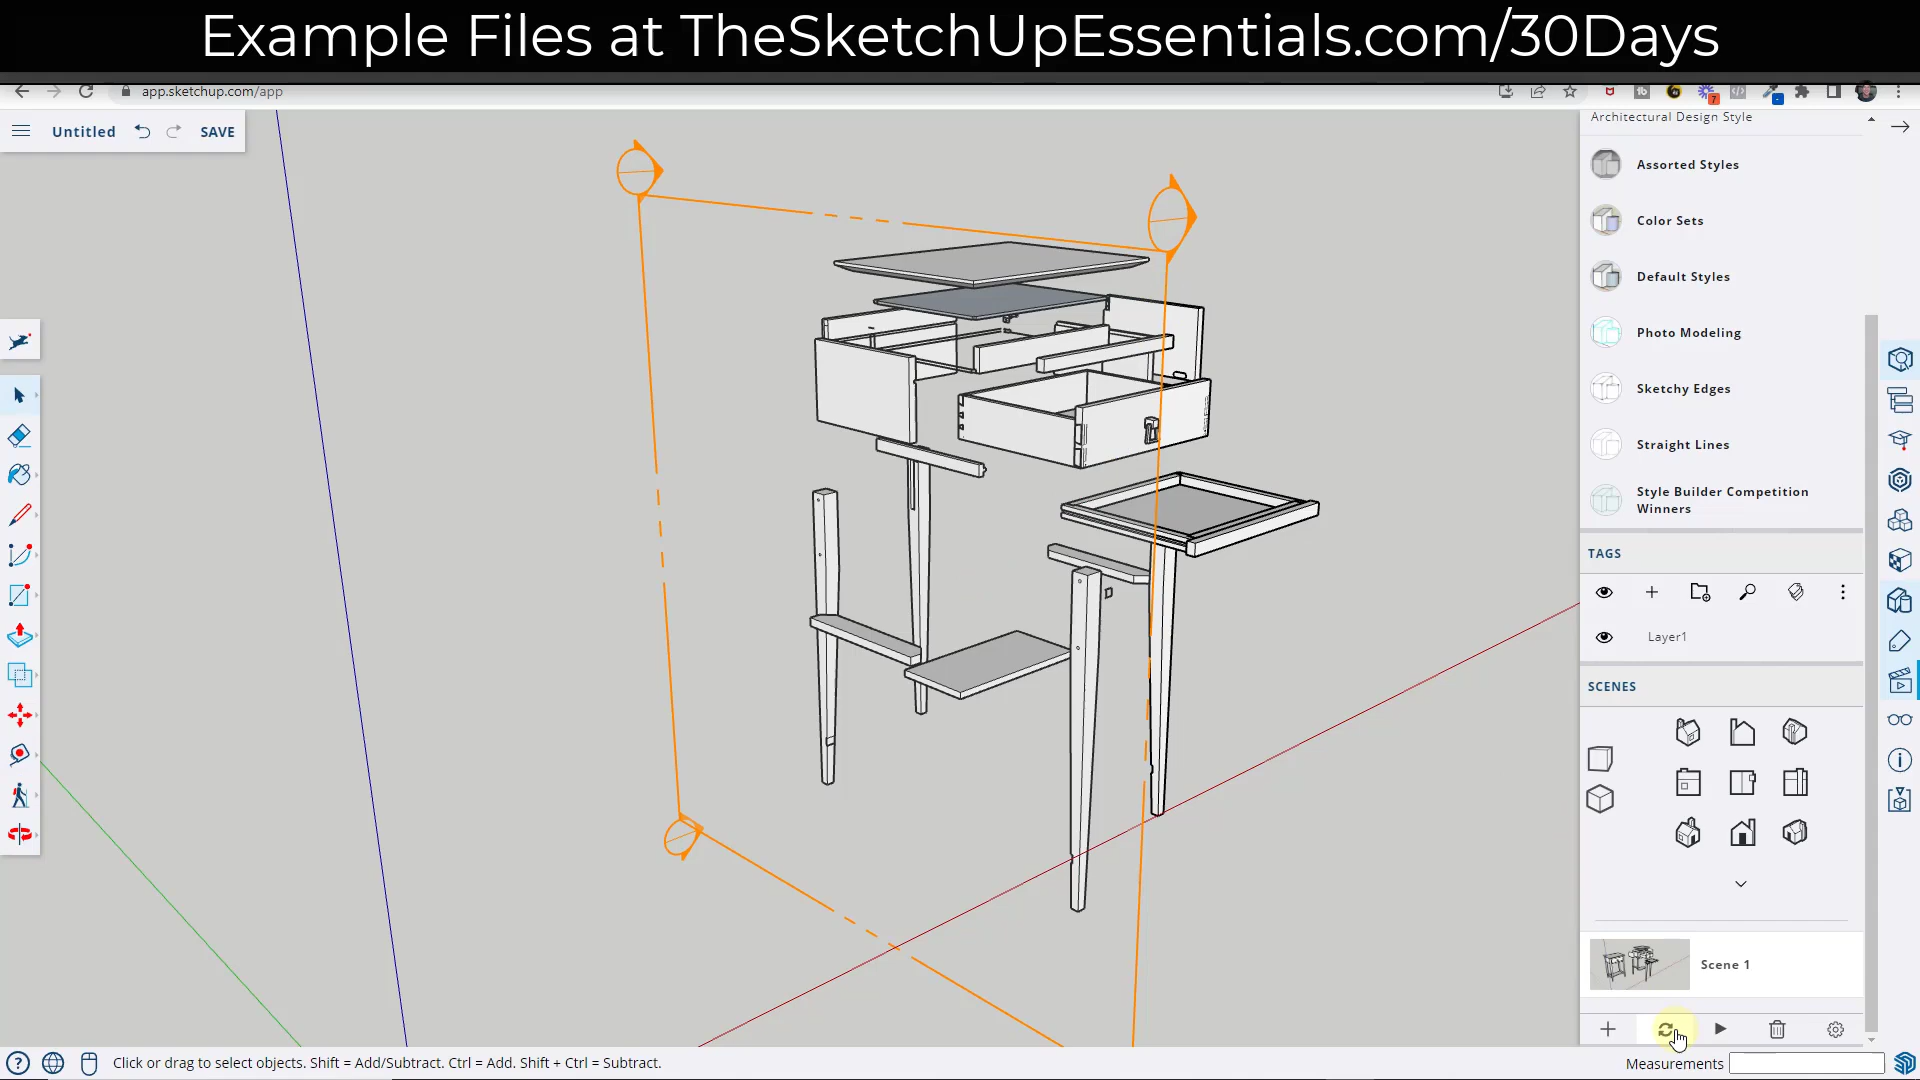 Example Files at TheSketchUpEssentials.com/30Days
app.sketchup.com/app
7
Untitled
SAVE
Architectural Design Style
Assorted Styles
Color Sets
Default Styles
Photo Modeling
Sketchy Edges
Straight Lines
Style Builder Competition
Winners
TAGS
Layer1
SCENES
Scene 1
Click or drag to select objects. Shift = Add/Subtract. Ctrl = Add. Shift + Ctrl = Subtract.
Measurements